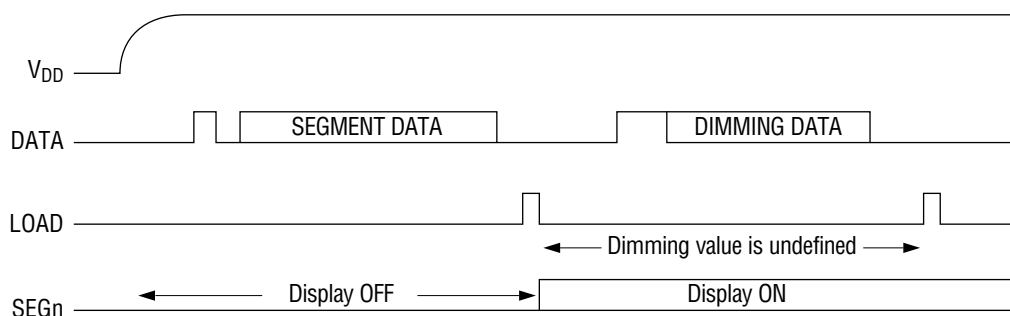 VDD
DATA SEGMENT DATA DIMMING DATA
LOAD
Dimming value is undefined
SEGn Display OFF Display ON